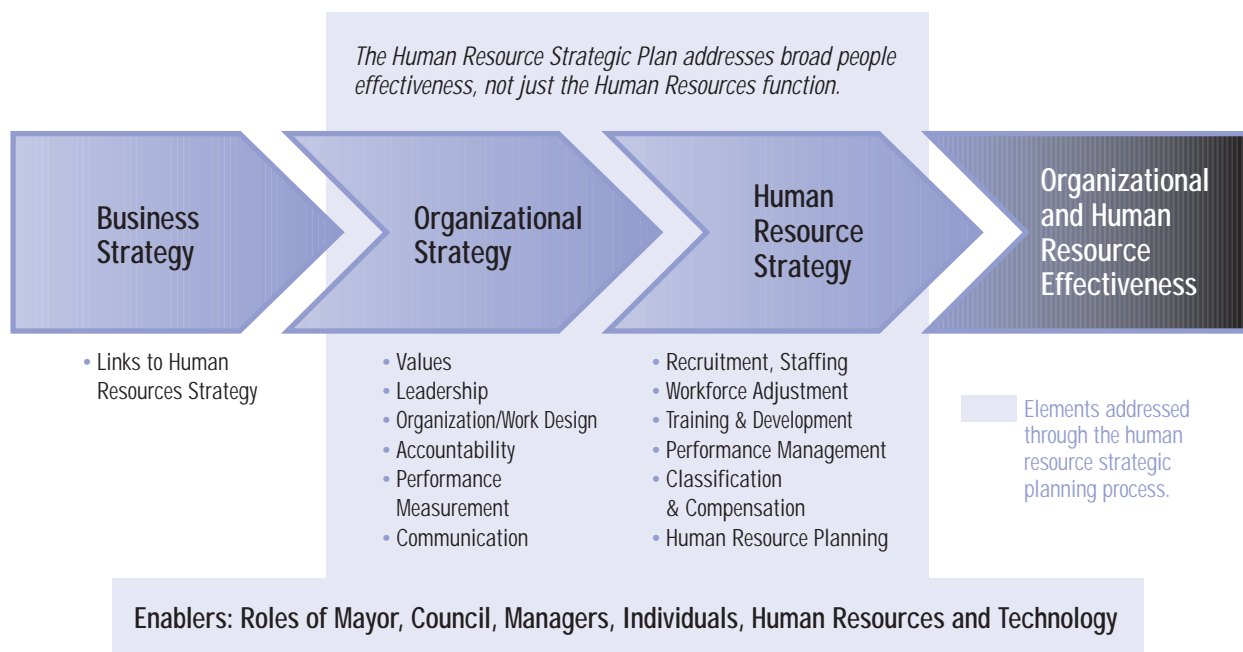 The Human Resource Strategic Plan addresses broad people
effectiveness, not just the Human Resources function.
Business
Strategy
Organizational
Strategy
Human
Resource
Strategy
Organizational
and Human
Resource
Effectiveness
• Links to Human
Resources Strategy
• Values
• Leadership
• Organization/Work Design
• Accountability
• Performance
Measurement
• Communication
• Recruitment, Staffing
• Workforce Adjustment
• Training & Development
• Performance Management
• Classification
& Compensation
• Human Resource Planning
Elements addressed
through the human
resource strategic
planning process.
Enablers: Roles of Mayor, Council, Managers, Individuals, Human Resources and Technology